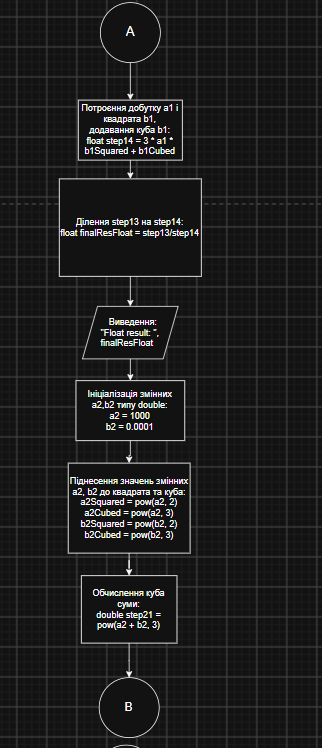 A
Потроєння добутку a1 і
квадрата b1,
додавання куба b1:
float step14 = 3 * a1 *
b1Squared + b1Cubed
Ділення step13 на step14:
float finalResFloat = step13/step14
Виведення:
"Float result: ",
finalResFloat
Ініціалізація змінних
a2,b2 типу double:
a2 = 1000
b2 = 0.0001
Піднесення значень змінних
a2, b2 до квадрата та куба:
a2Squared = pow(a2, 2)
a2Cubed = pow(a2, 3)
b2Squared = pow(b2, 2)
b2Cubed = pow(b2, 3)
Обчислення куба
суми:
double step21 =
pow(a2 + b2, 3)
B